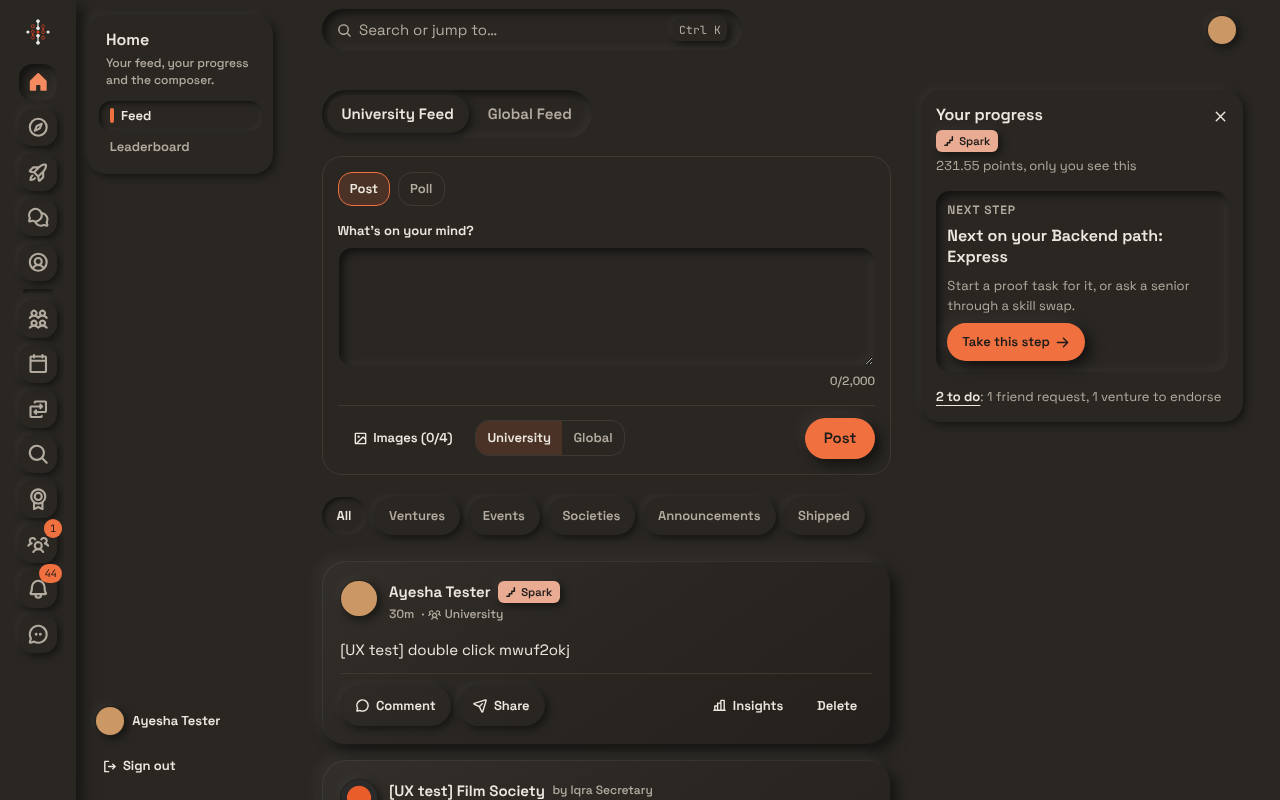 Home
Your feed, your progress
and the composer.
Feed
Leaderboard
1
44
Ayesha Tester
Sign out
Search or jump to...
Ctrl K
University Feed
Global Feed
Post
Poll
What's on your mind?
0/2,000
Images (0/4)
University
Global
Post
All
Ventures
Events
Societies
Announcements
Shipped
Ayesha Tester
Spark
30m · University
[UX test] double click mwuf2okj
Comment
Share
Insights
Delete
[UX test] Film Society by Iqra Secretary
Your progress
Spark
231.55 points, only you see this
NEXT STEP
Next on your Backend path:
Express
Start a proof task for it, or ask a senior
through a skill swap.
Take this step →
2 to do: 1 friend request, 1 venture to endorse